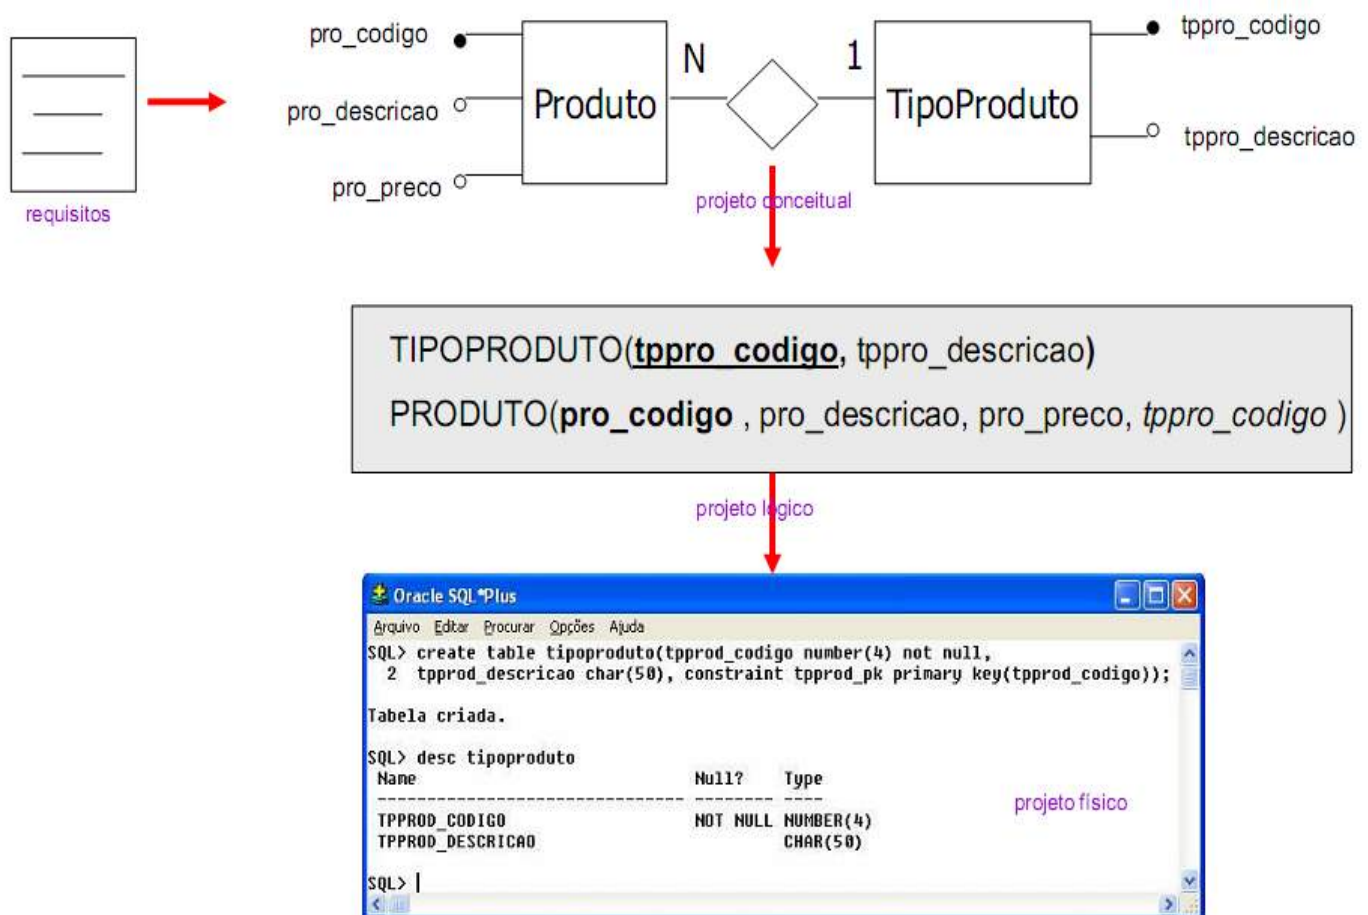 requisitos
pro_codigo
pro_descricao
pro_preco
Produto
N
1
TipoProduto
tppro_codigo
tppro_descricao
projeto conceitual
TIPOPRODUTO(tppro_codigo, tppro_descricao)
PRODUTO(pro_codigo , pro_descricao, pro_preco, tppro_codigo )
projeto lógico
Oracle SQL*Plus
Arquivo Editar Procurar Opções Ajuda
SQL> create table tipoproduto(tpprod_codigo number(4) not null,
2 tpprod_descricao char(50), constraint tpprod_pk primary key(tpprod_codigo));
Tabela criada.
SQL> desc tipoproduto
Name Null? Type
------------------------------- -------- ----
TPPROD_CODIGO NOT NULL NUMBER(4)
TPPROD_DESCRICAO CHAR(50)
projeto físico
SQL>